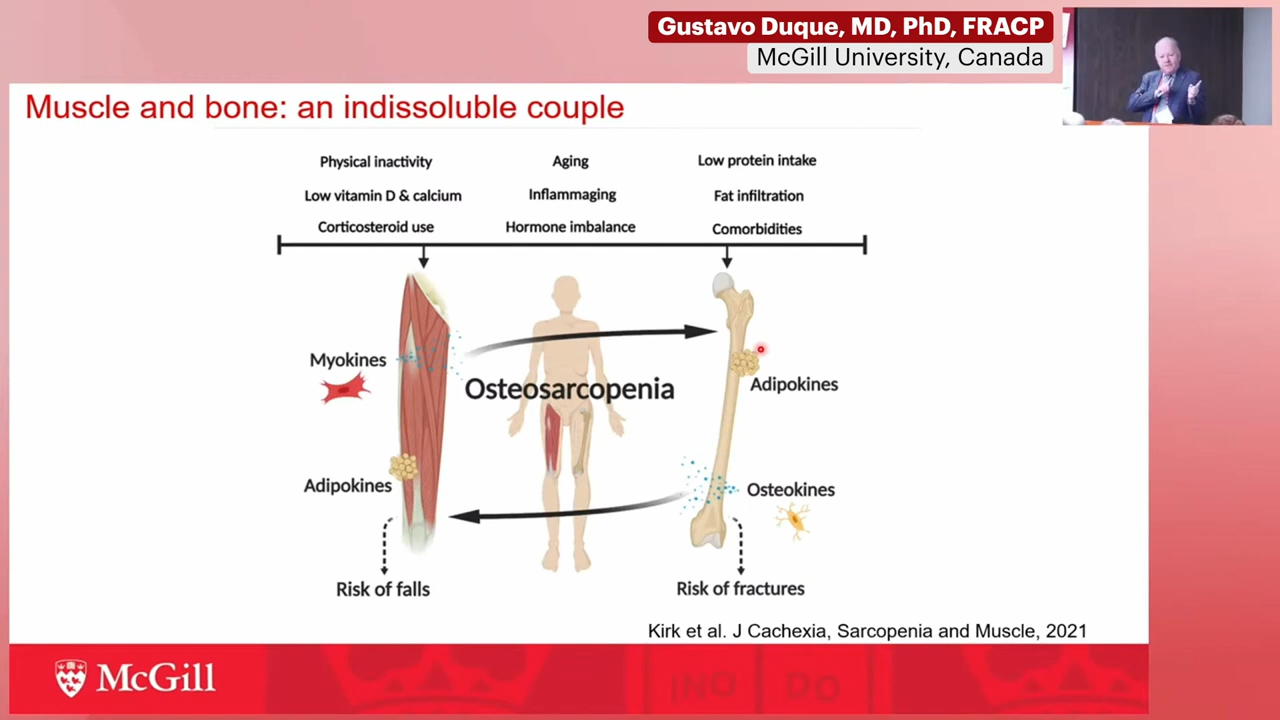 Gustavo Duque, MD, PhD, FRACP
McGill University, Canada
Muscle and bone: an indissoluble couple
Physical inactivity
Aging
Low protein intake
Low vitamin D & calcium
Inflammaging
Fat infiltration
Corticosteroid use
Hormone imbalance
Comorbidities
Myokines
Osteosarcopenia
Adipokines
Adipokines
Osteokines
Risk of falls
Risk of fractures
Kirk et al. J Cachexia, Sarcopenia and Muscle, 2021
McGill
IN DO